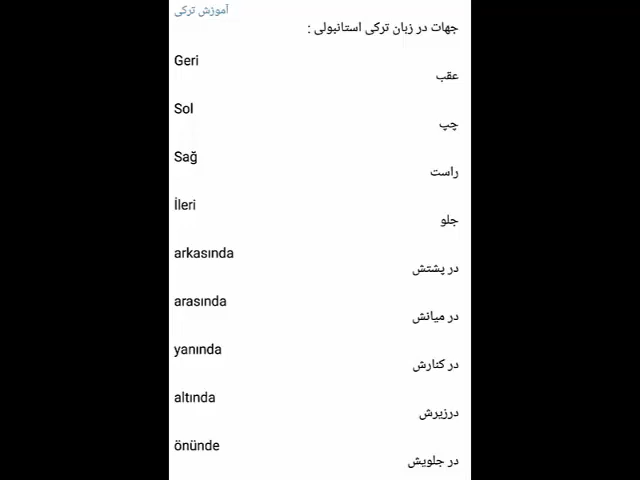 آموزش ترکی
جهات در زبان ترکی استانبولی :
Geri
عقب
Sol
چپ
Sağ
راست
İleri
جلو
arkasında
در پشتش
arasında
در میانش
yanında
در کنارش
altında
درزیرش
önünde
در جلویش